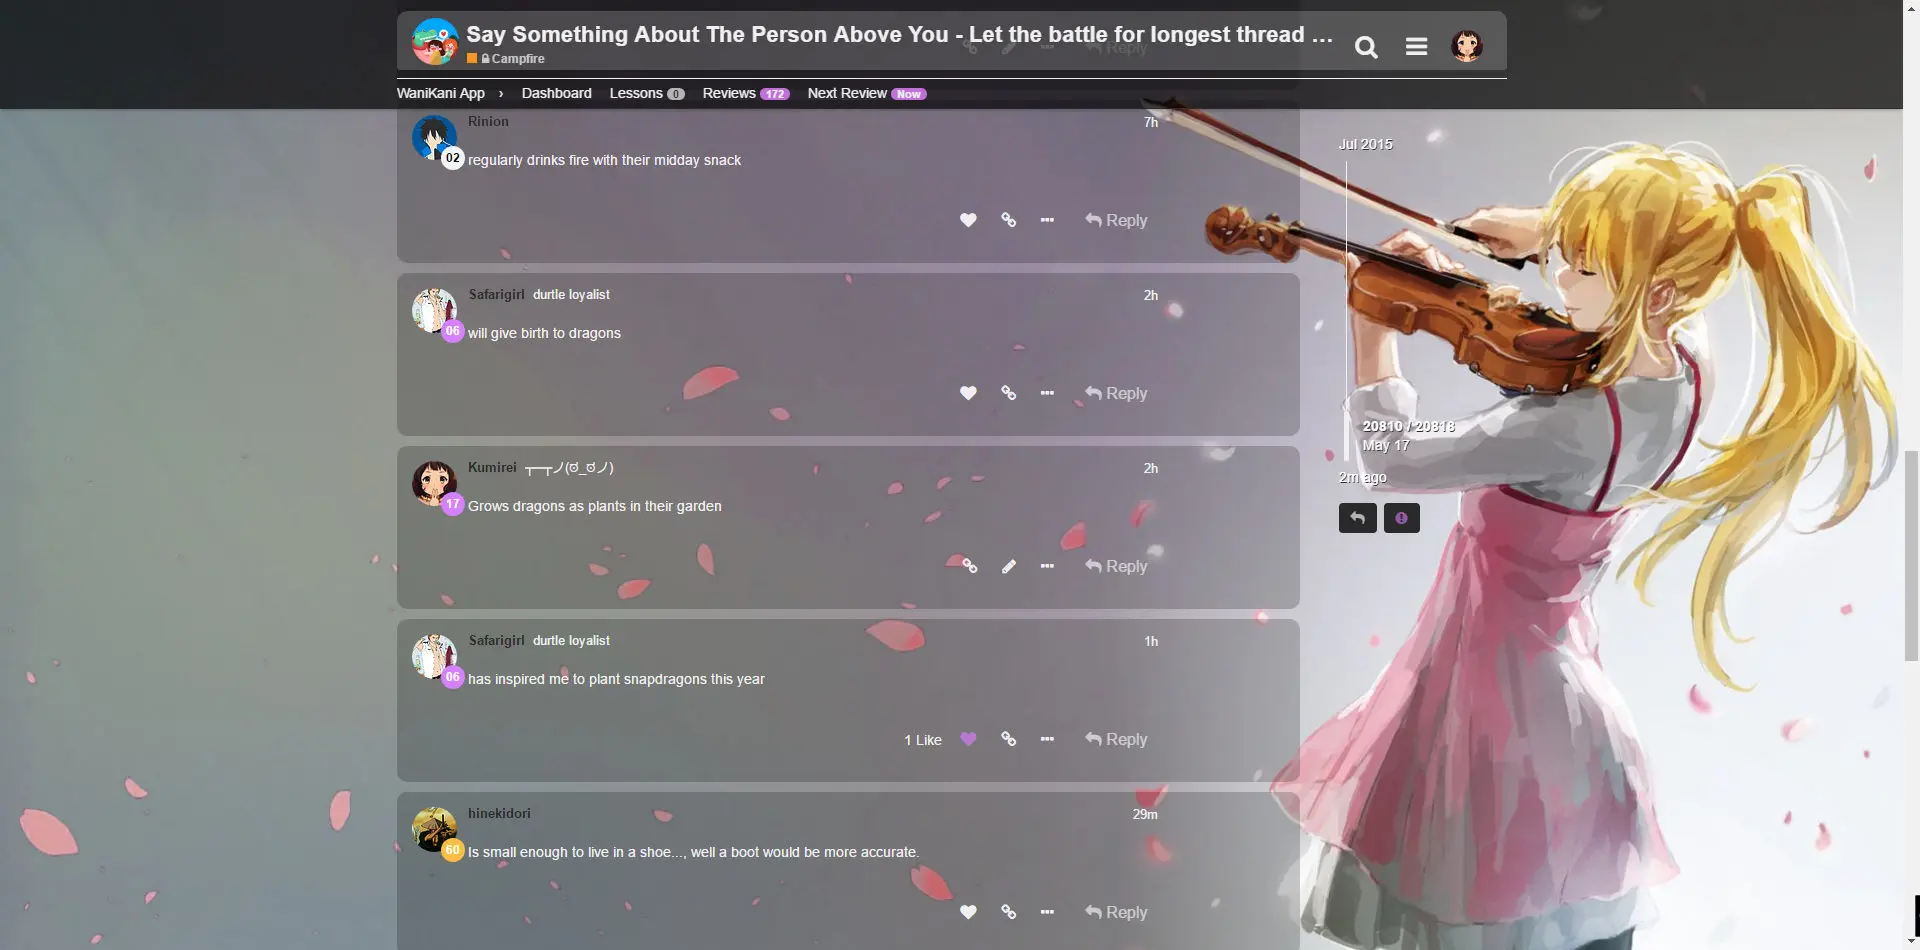 Say Something About The Person Above You - Let the battle for longest thread ...
Campfire
Reply
WaniKani App › Dashboard Lessons 0 Reviews 172 Next Review Now
Rinion 7h
02
regularly drinks fire with their midday snack
Reply
Safarigirl durtle loyalist 2h
06
will give birth to dragons
Reply
Kumirei ┬─┬ノ(ಠ_ಠノ) 2h
17
Grows dragons as plants in their garden
Reply
Safarigirl durtle loyalist 1h
06
has inspired me to plant snapdragons this year
1 Like Reply
hinekidori 29m
60
Is small enough to live in a shoe..., well a boot would be more accurate.
Reply
Jul 2015
20810 / 20818
May 17
2m ago